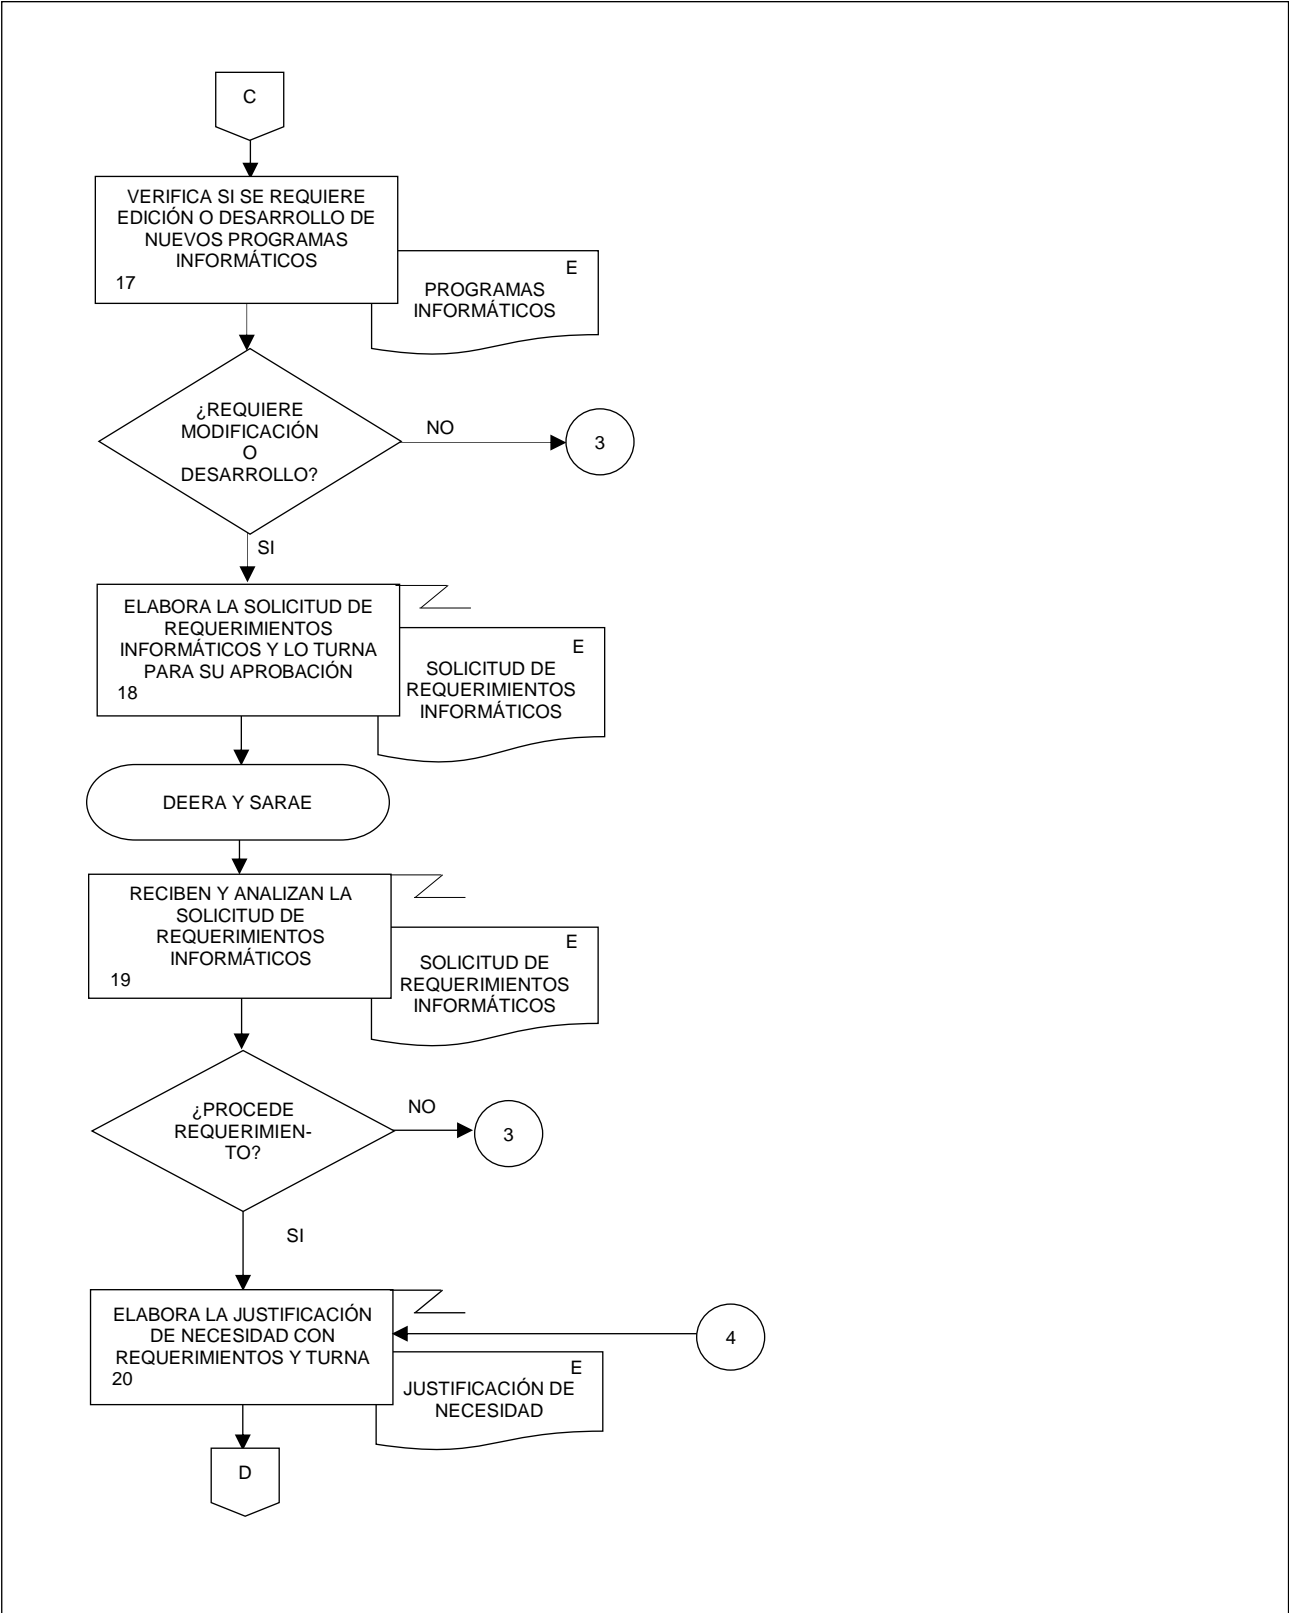 C
VERIFICA SI SE REQUIERE
EDICIÓN O DESARROLLO DE
NUEVOS PROGRAMAS
INFORMÁTICOS
17
E
PROGRAMAS
INFORMÁTICOS
¿REQUIERE
MODIFICACIÓN
O
DESARROLLO?
NO
3
SI
ELABORA LA SOLICITUD DE
REQUERIMIENTOS
INFORMÁTICOS Y LO TURNA
PARA SU APROBACIÓN
18
E
SOLICITUD DE
REQUERIMIENTOS
INFORMÁTICOS
DEERA Y SARAE
RECIBEN Y ANALIZAN LA
SOLICITUD DE
REQUERIMIENTOS
INFORMÁTICOS
19
E
SOLICITUD DE
REQUERIMIENTOS
INFORMÁTICOS
¿PROCEDE
REQUERIMIEN-
TO?
NO
3
SI
ELABORA LA JUSTIFICACIÓN
DE NECESIDAD CON
REQUERIMIENTOS Y TURNA
20
4
E
JUSTIFICACIÓN DE
NECESIDAD
D